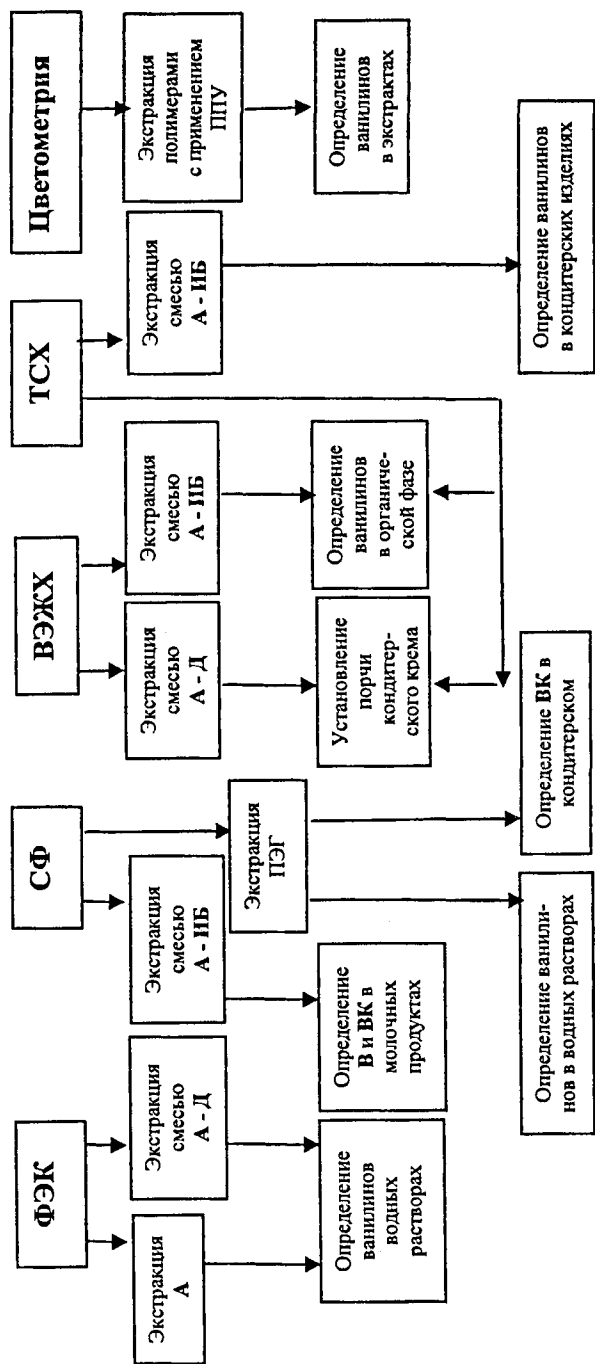 ФЭК
СФ
ВЭЖХ
ТСХ
Цветометрия
Экстракция
А
Экстракция
смесью
А - Д
Экстракция
смесью
А - ИБ
Экстракция
ПЭГ
Экстракция
смесью
А - Д
Экстракция
смесью
А - ИБ
Экстракция
смесью
А - ИБ
Экстракция
полимерами
с применением
ППУ
Определение
ванилинов
водных
растворах
Определение
В и ВК в
молочных
продуктах
Установление
порчи
кондитер-
ского крема
Определение
ванилинов
в органиче-
ской фазе
Определение
ванилинов
в экстрактах
Определение ванили-
нов в водных растворах
Определение ВК в
кондитерском
Определение ванилинов
в кондитерских изделиях